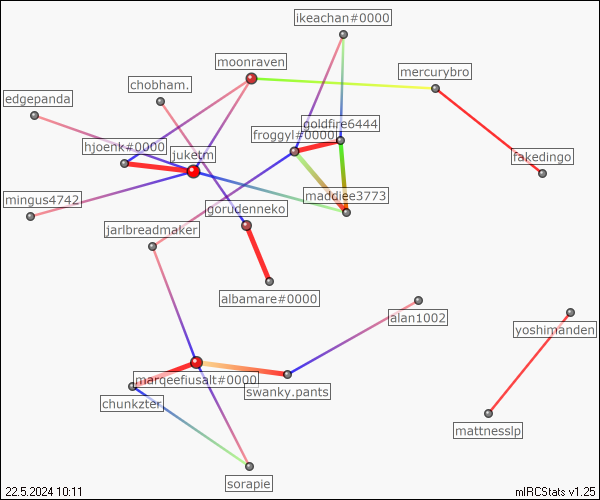 ikeachan#0000
moonraven
mercurybro
chobham.
edgepanda
goldfire6444
froggyl#0000
hjoenk#0000
juketm
fakedingo
mingus4742
maddiee3773
gorudenneko
jarlbreadmaker
albamare#0000
alan1002
yoshimanden
marqeefiusalt#0000
swanky.pants
chunkzter
mattnesslp
sorapie
22.5.2024 10:11
mIRCStats v1.25